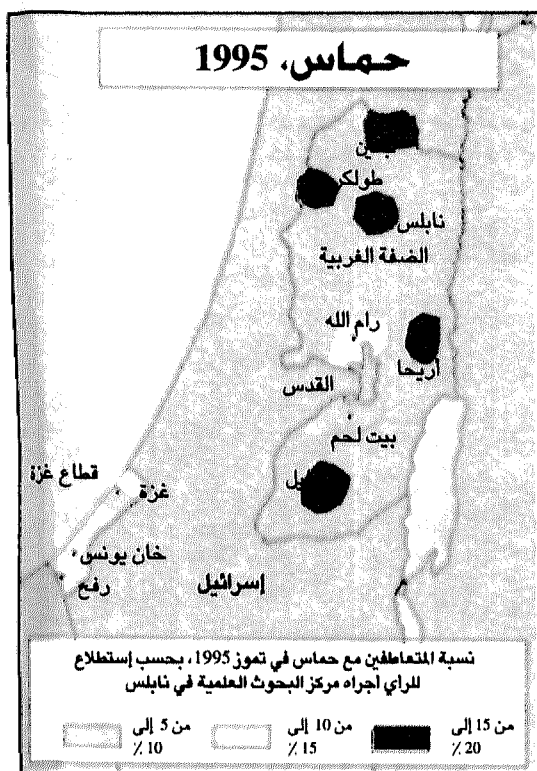 حماس، 1995
طولكر
نابلس
الضفة الغربية
رام الله
أريحا
القدس
بيت لحم
قطاع غزة
غزة
خان يونس
رفح
إسرائيل
نسبة المتعاطفين مع حماس في تموز 1995، بحسب إستطلاع
للرأي أجراه مركز البحوث العلمية في نابلس
من 15 إلى
20 ٪
من 10 إلى
15 ٪
من 5 إلى
10 ٪